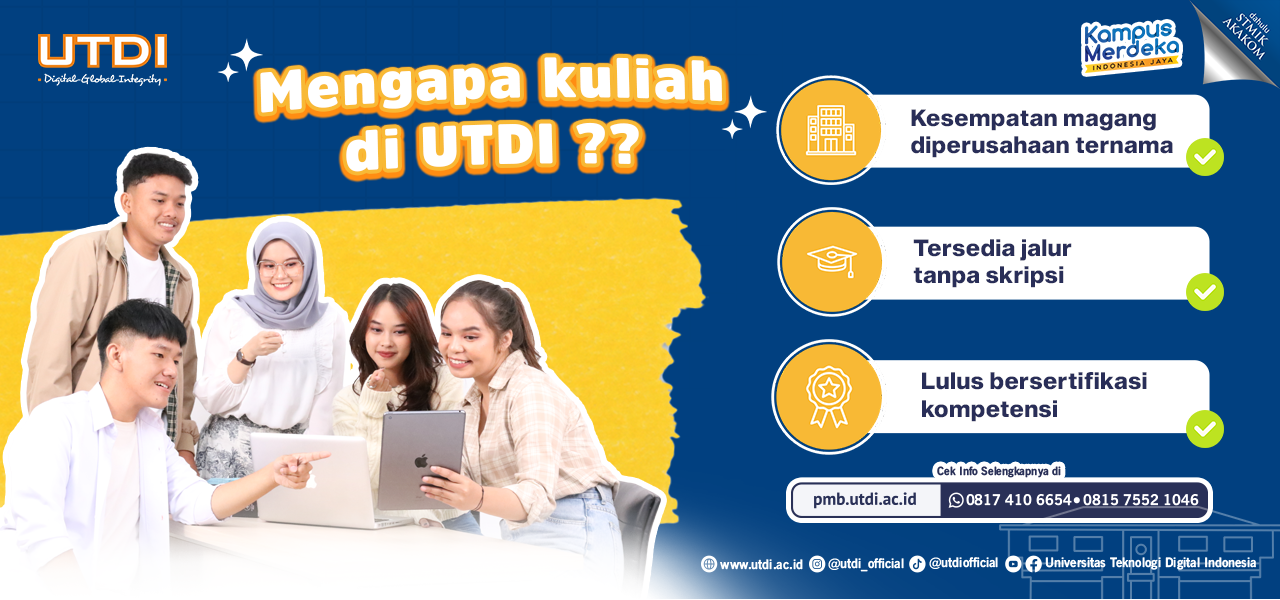 UTDI
Digital-Global-Integrity
Mengapa kuliah
di UTDI ??
Kampus
Merdeka
INDONESIA JAYA
dahulu
STMIK
AKAKOM
Kesempatan magang
diperusahaan ternama
Tersedia jalur
tanpa skripsi
Lulus bersertifikasi
kompetensi
Cek Info Selengkapnya di
pmb.utdi.ac.id
0817 410 6654 • 0815 7552 1046
www.utdi.ac.id @utdi_official @utdiofficial Universitas Teknologi Digital Indonesia